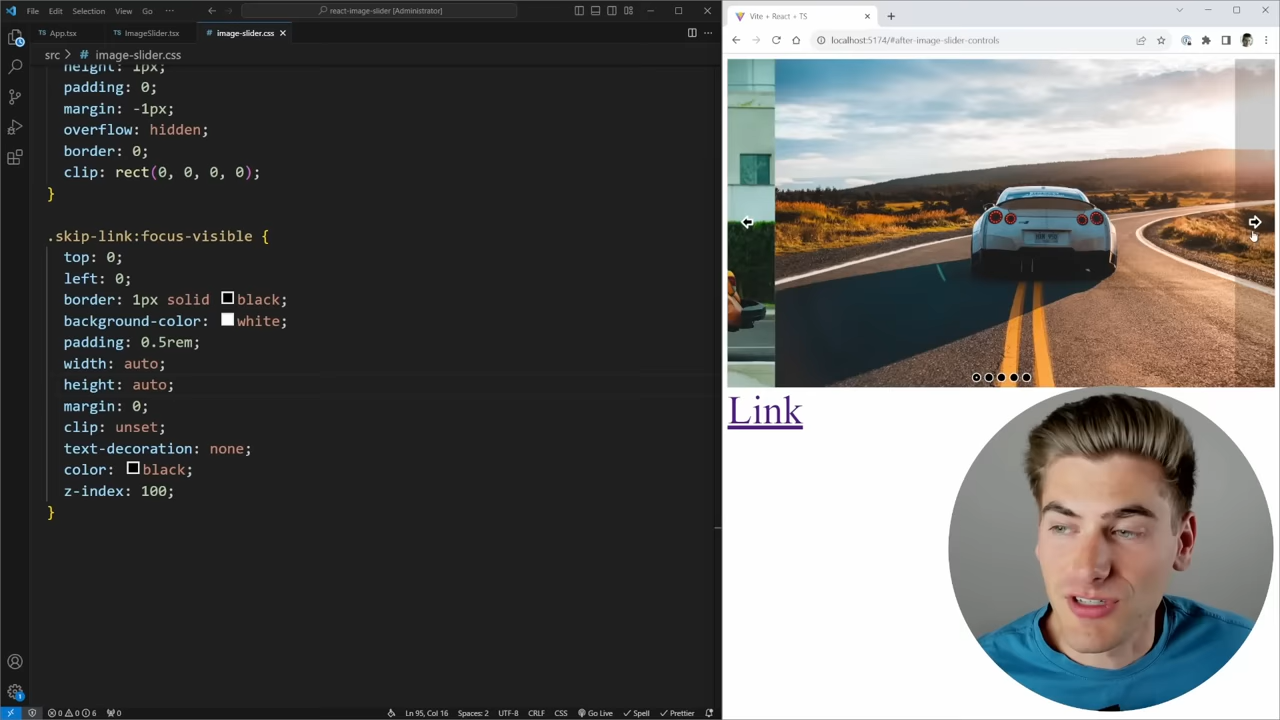 File Edit Selection View Go ··· react-image-slider [Administrator]
App.tsx ImageSlider.tsx image-slider.css
src > image-slider.css
height: 1px;
padding: 0;
margin: -1px;
overflow: hidden;
border: 0;
clip: rect(0, 0, 0, 0);
}
.skip-link:focus-visible {
top: 0;
left: 0;
border: 1px solid black;
background-color: white;
padding: 0.5rem;
width: auto;
height: auto;
margin: 0;
clip: unset;
text-decoration: none;
color: black;
z-index: 100;
}
0 0 6 0 Ln 95, Col 16 Spaces: 2 UTF-8 CRLF CSS Go Live Spell Prettier
Vite + React + TS
localhost:5174/#after-image-slider-controls
Link